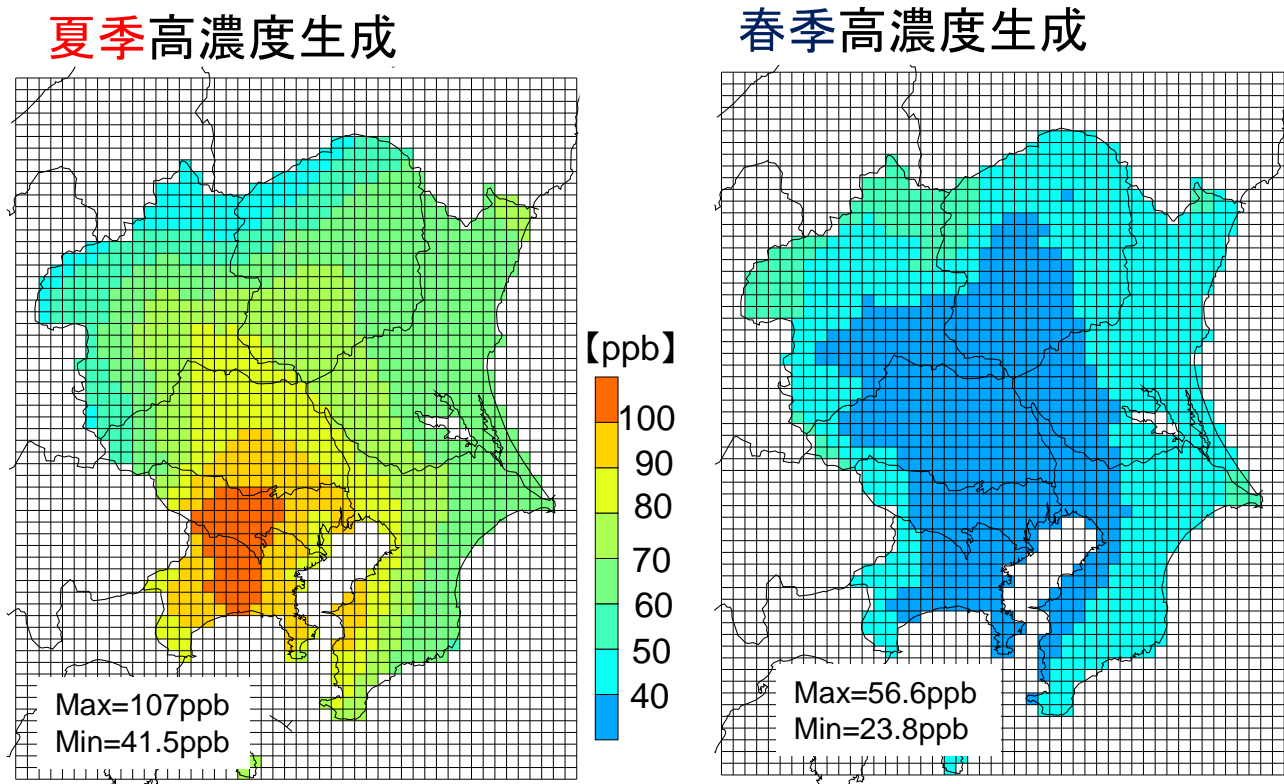 夏季高濃度生成
春季高濃度生成
【ppb】
100
90
80
70
60
50
40
Max=107ppb
Min=41.5ppb
Max=56.6ppb
Min=23.8ppb